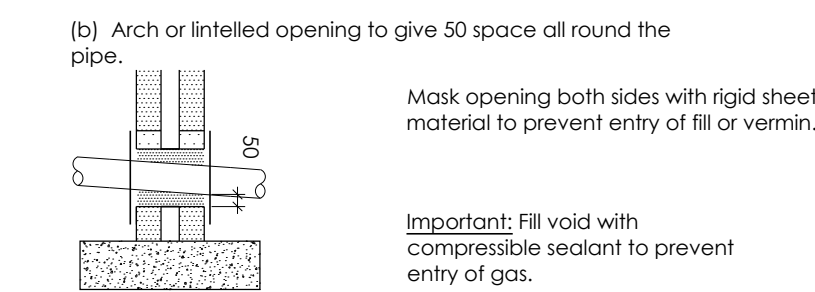 (b) Arch or lintelled opening to give 50 space all round the
pipe.
Mask opening both sides with rigid sheet
material to prevent entry of fill or vermin.
50
Important: Fill void with
compressible sealant to prevent
entry of gas.